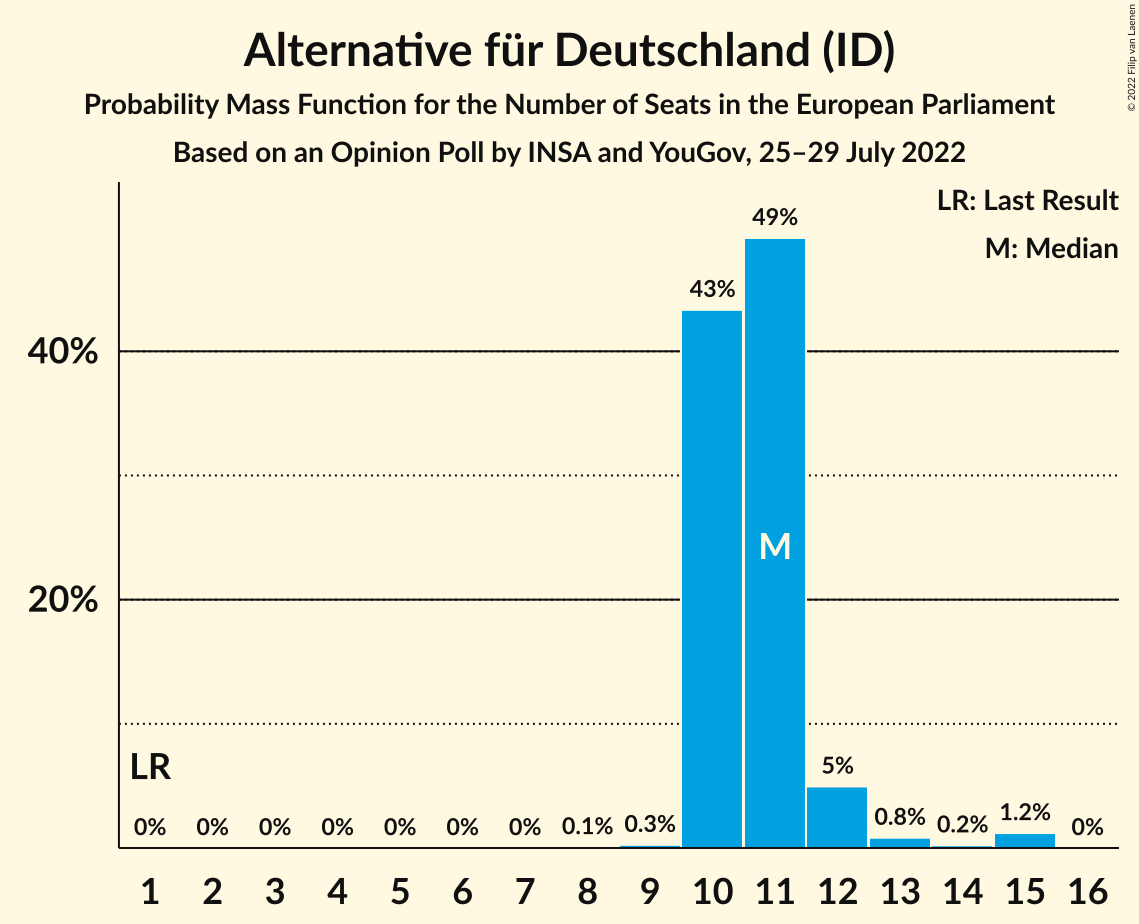 Alternative für Deutschland (ID)
Probability Mass Function for the Number of Seats in the European Parliament
Based on an Opinion Poll by INSA and YouGov, 25–29 July 2022
© 2022 Filip van Laenen
LR: Last Result
M: Median
49%
43%
40%
M
20%
LR
5%
0% 0% 0% 0% 0% 0% 0% 0.1% 0.3% 0.8% 0.2% 1.2% 0%
1 2 3 4 5 6 7 8 9 10 11 12 13 14 15 16